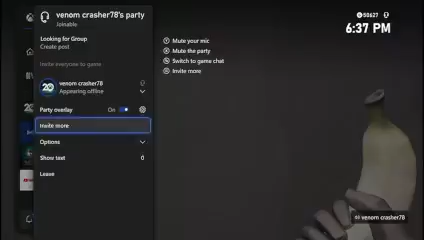 venom crasher78's party
Joinable
50627
6:37 PM
Looking for Group
Create post
Invite everyone to game
venom crasher78
Appearing offline
Party overlay
On
Invite more
Options
Show text
0
Leave
Mute your mic
Mute the party
Switch to game chat
Invite more
venom crasher78